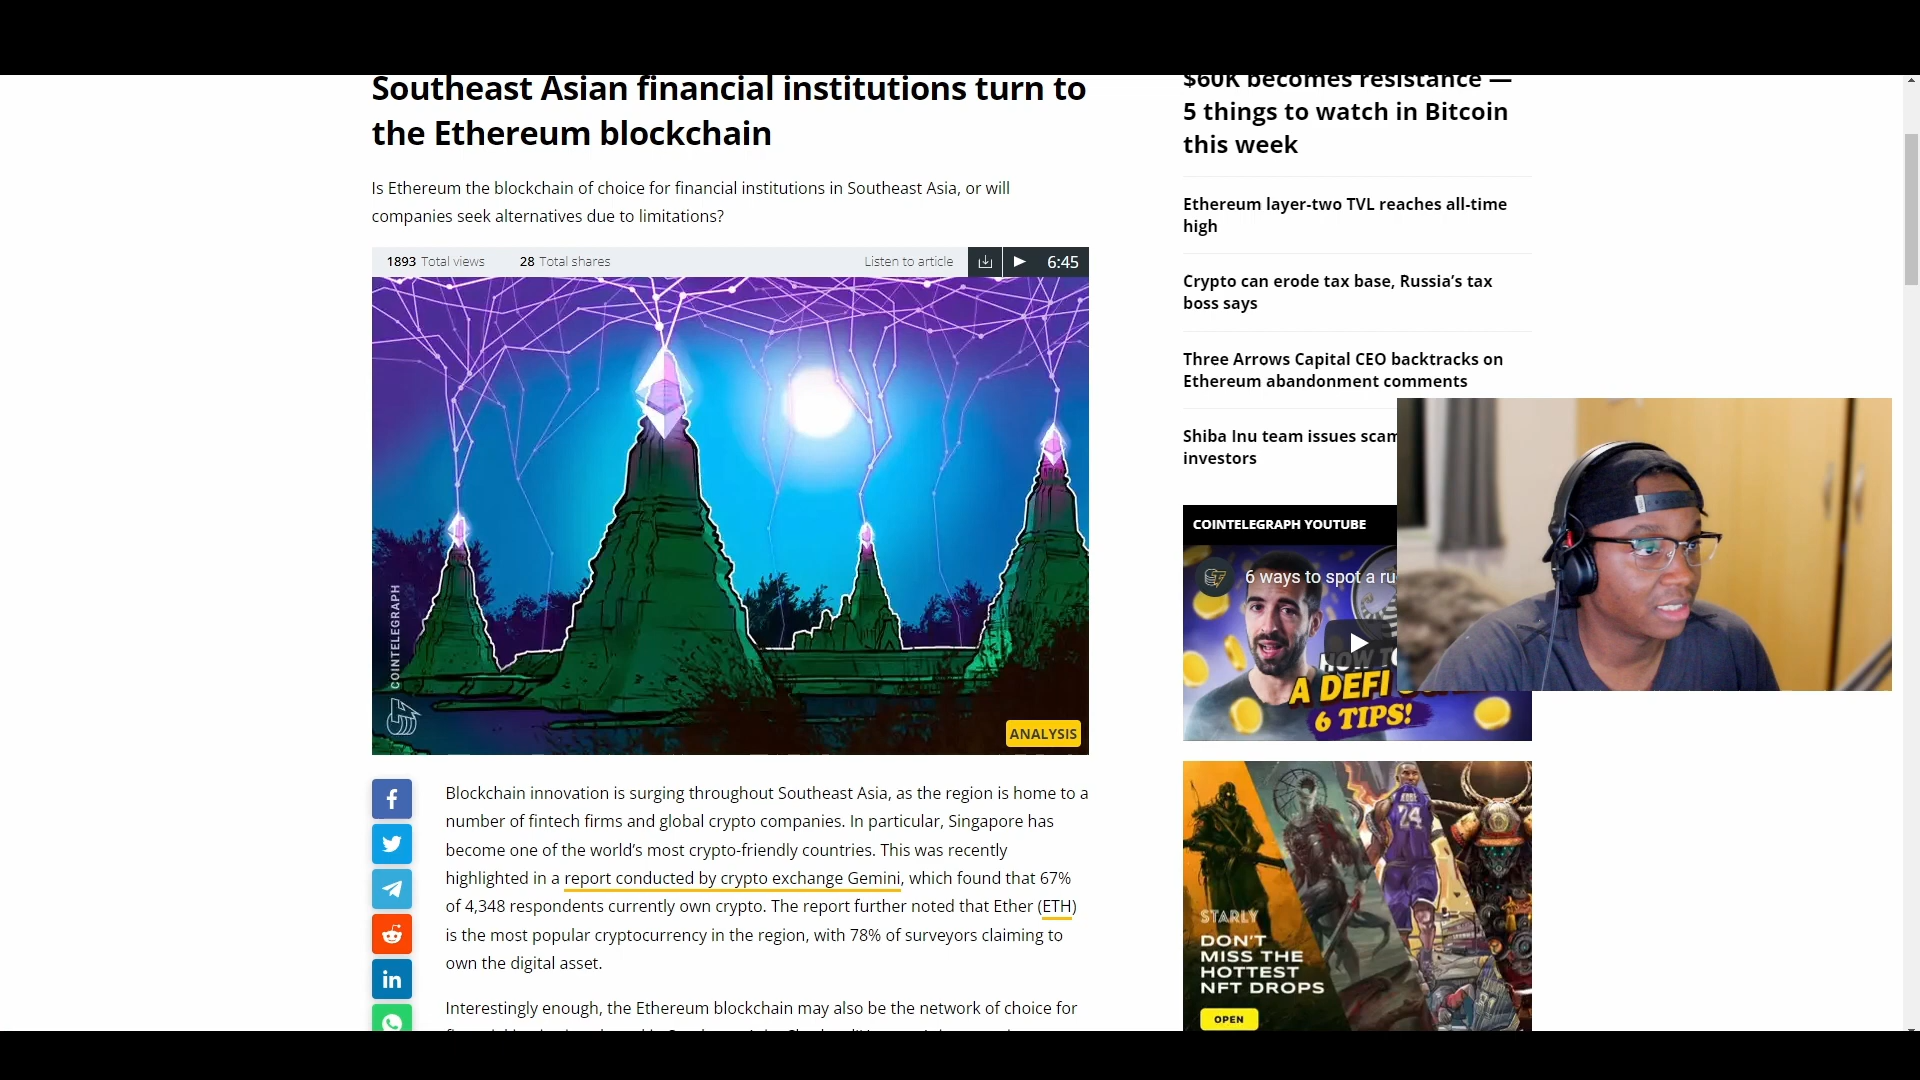 Southeast Asian financial institutions turn to
the Ethereum blockchain
Is Ethereum the blockchain of choice for financial institutions in Southeast Asia, or will
companies seek alternatives due to limitations?
1893 Total views 28 Total shares Listen to article 6:45
COINTELEGRAPH
ANALYSIS
Blockchain innovation is surging throughout Southeast Asia, as the region is home to a
number of fintech firms and global crypto companies. In particular, Singapore has
become one of the world’s most crypto-friendly countries. This was recently
highlighted in a report conducted by crypto exchange Gemini, which found that 67%
of 4,348 respondents currently own crypto. The report further noted that Ether (ETH)
is the most popular cryptocurrency in the region, with 78% of surveyors claiming to
own the digital asset.
Interestingly enough, the Ethereum blockchain may also be the network of choice for
$60K becomes resistance —
5 things to watch in Bitcoin
this week
Ethereum layer-two TVL reaches all-time
high
Crypto can erode tax base, Russia’s tax
boss says
Three Arrows Capital CEO backtracks on
Ethereum abandonment comments
Shiba Inu team issues scam
investors
COINTELEGRAPH YOUTUBE
6 ways to spot a ru
HOW TO
A DEFI
6 TIPS!
24
STARLY
DON'T
MISS THE
HOTTEST
NFT DROPS
OPEN